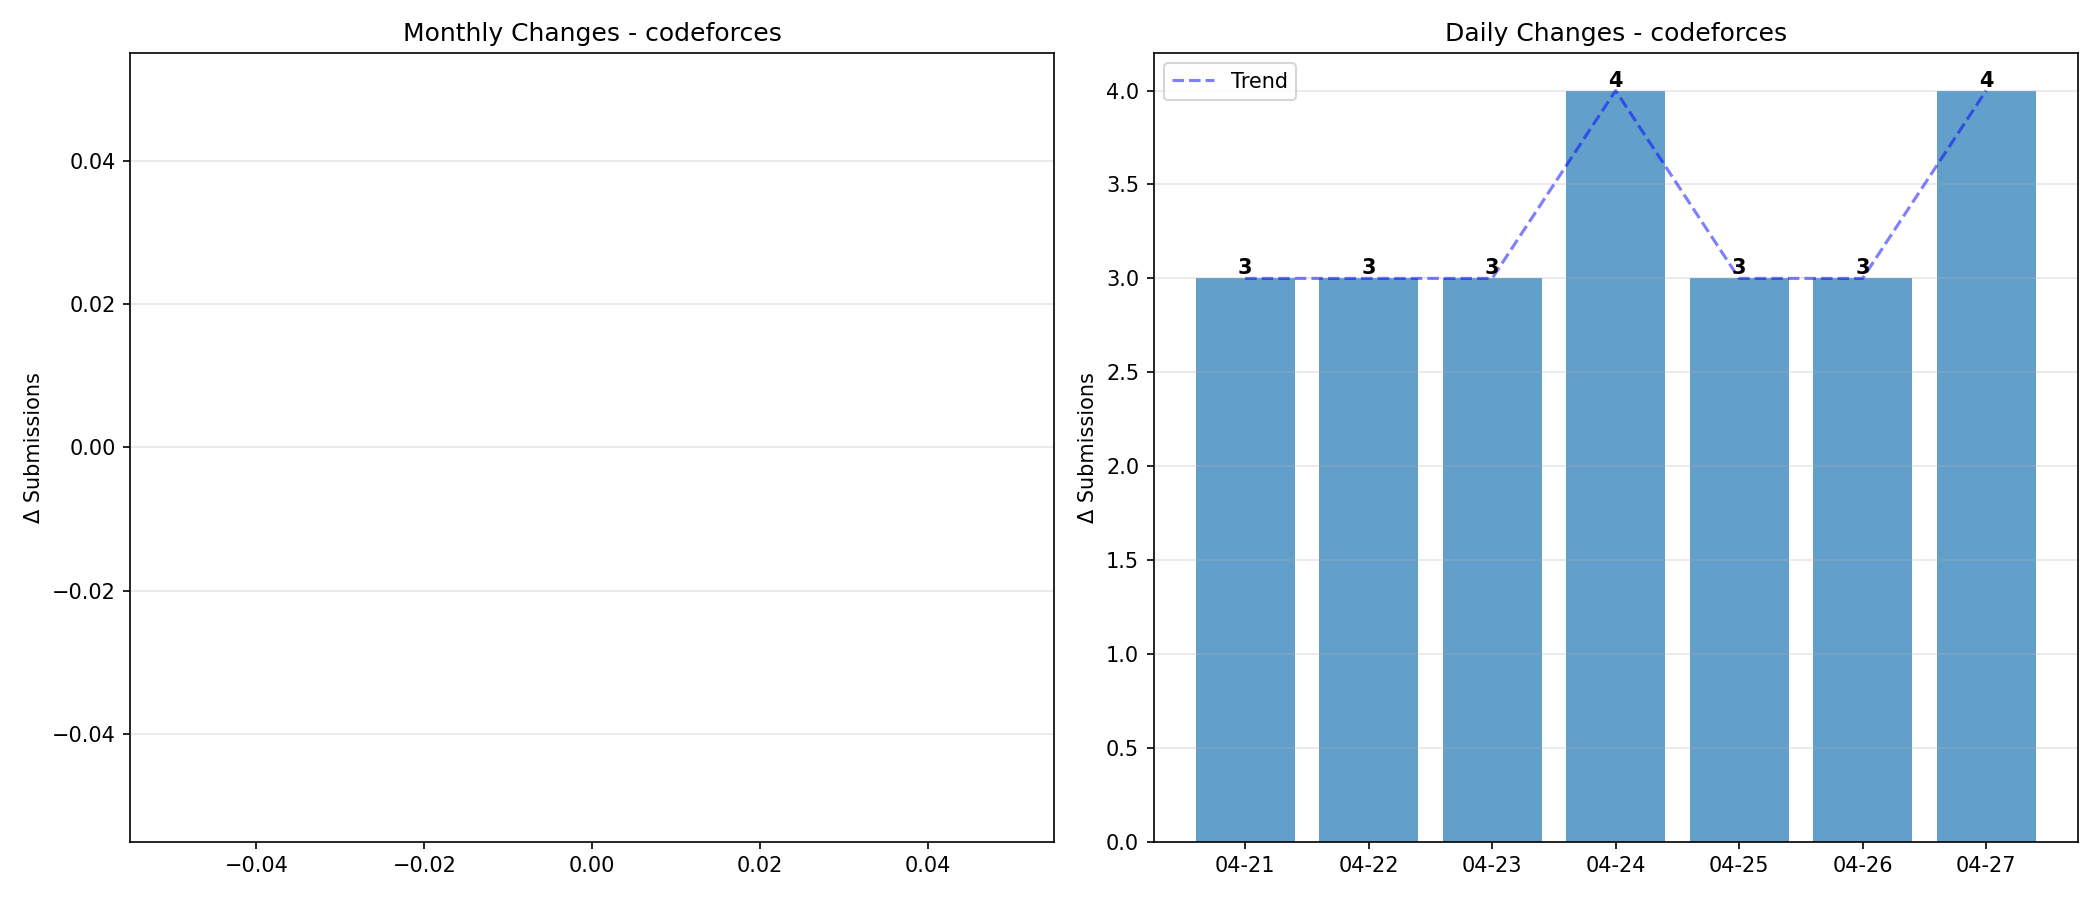 Monthly Changes - codeforces
Δ Submissions
0.04
0.02
0.00
−0.02
−0.04
−0.04 −0.02 0.00 0.02 0.04
Daily Changes - codeforces
Trend
Δ Submissions
4.0
3.5
3.0
2.5
2.0
1.5
1.0
0.5
0.0
3 3 3 4 3 3 4
04-21 04-22 04-23 04-24 04-25 04-26 04-27